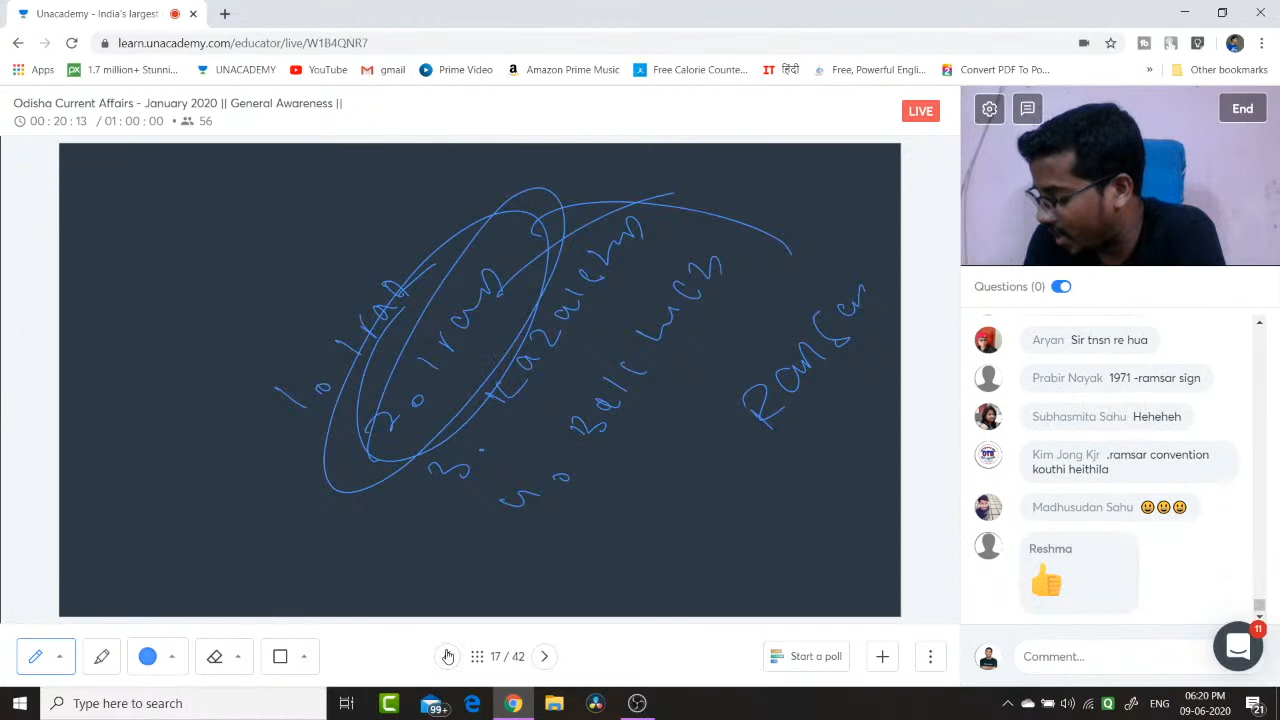 Unacademy - India's largest
learn.unacademy.com/educator/live/W1B4QNR7
Apps 1.7 million+ Stunni... UNACADEMY YouTube gmail Prime Video Amazon Prime Music Free Calorie Counte... IT हिंदी Free, Powerful Engli... Convert PDF To Po... » Other bookmarks
Odisha Current Affairs - January 2020 || General Awareness ||
00 : 20 : 13 / 01 : 00 : 00 • 56
LIVE
End
1. Iran
2. Iran
3.
4.
Questions (0)
Aryan Sir tnsn re hua
Prabir Nayak 1971 -ramsar sign
Subhasmita Sahu Heheheh
Kim Jong Kjr .ramsar convention
kouthi heithila
Madhusudan Sahu 😃😃😃
Reshma
👍
17 / 42
Start a poll
Comment...
11
Type here to search
99+
ENG
06:20 PM
09-06-2020
21